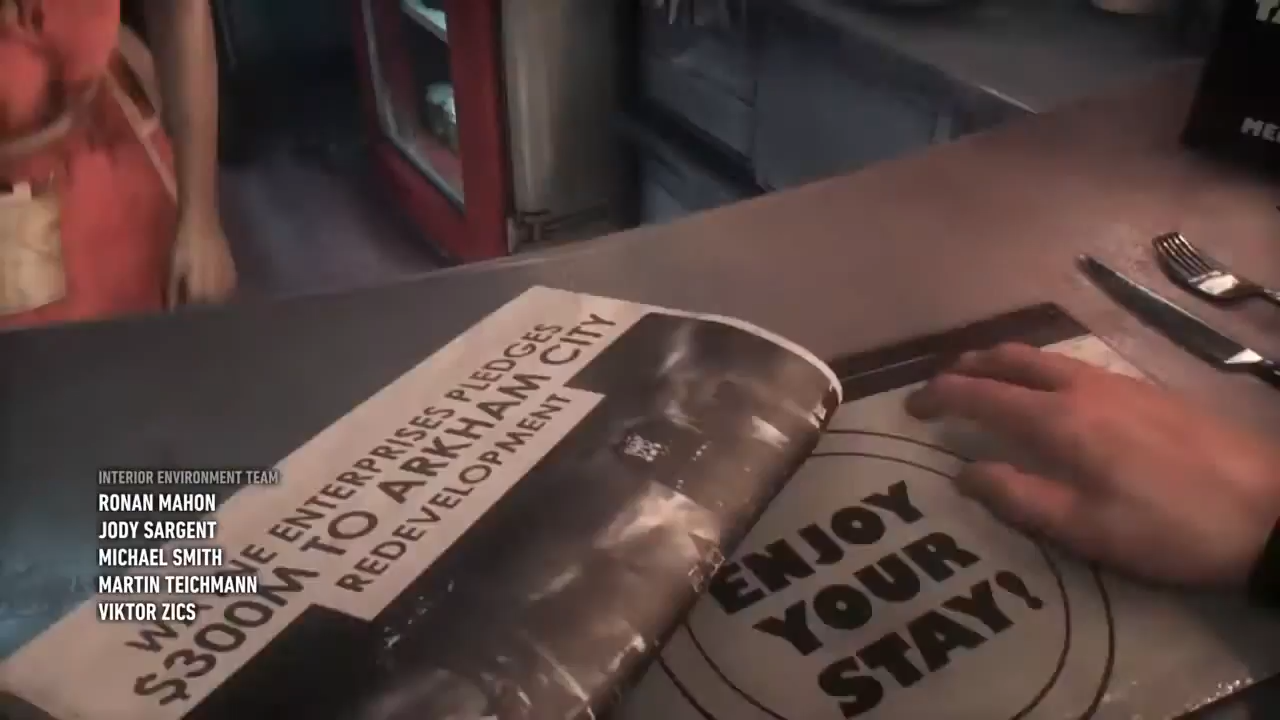 WAYNE ENTERPRISES PLEDGES
$300M TO ARKHAM CITY
REDEVELOPMENT
ENJOY
YOUR
STAY!
INTERIOR ENVIRONMENT TEAM
RONAN MAHON
JODY SARGENT
MICHAEL SMITH
MARTIN TEICHMANN
VIKTOR ZICS